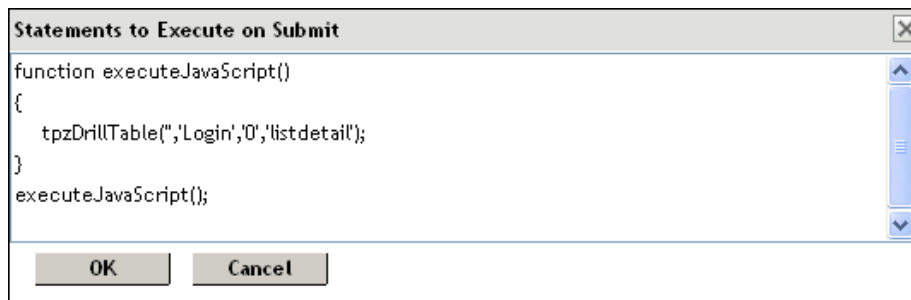 Statements to Execute on Submit
function executeJavaScript()
{
tpzDrillTable('','Login','0','listdetail');
}
executeJavaScript();
OK
Cancel